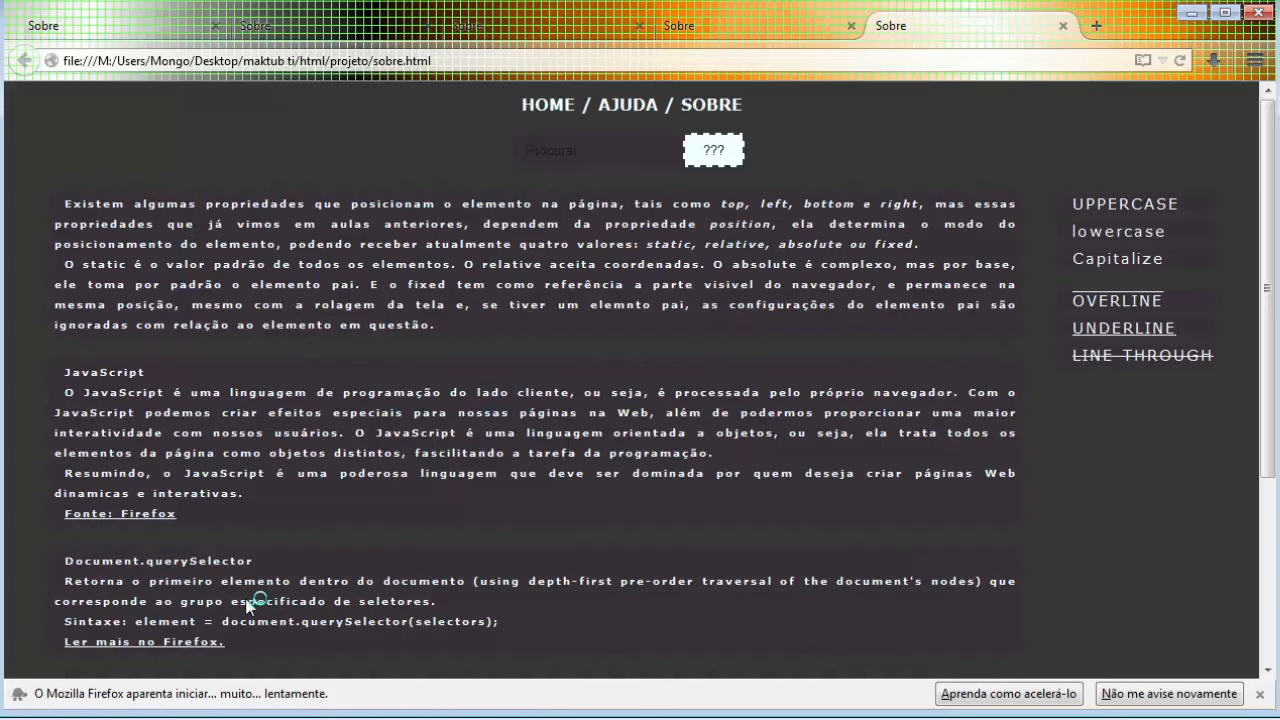 Sobre
Sobre
Sobre
Sobre
Sobre
file:///M:/Users/Mongo/Desktop/maktub ti/html/projeto/sobre.html
HOME / AJUDA / SOBRE
Procurar
???
Existem algumas propriedades que posicionam o elemento na página, tais como top, left, bottom e right, mas essas
propriedades que já vimos em aulas anteriores, dependem da propriedade position, ela determina o modo do
posicionamento do elemento, podendo receber atualmente quatro valores: static, relative, absolute ou fixed.
O static é o valor padrão de todos os elementos. O relative aceita coordenadas. O absolute é complexo, mas por base,
ele toma por padrão o elemento pai. E o fixed tem como referência a parte visivel do navegador, e permanece na
mesma posição, mesmo com a rolagem da tela e, se tiver um elemnto pai, as configurações do elemento pai são
ignoradas com relação ao elemento em questão.
JavaScript
O JavaScript é uma linguagem de programação do lado cliente, ou seja, é processada pelo próprio navegador. Com o
JavaScript podemos criar efeitos especiais para nossas páginas na Web, além de podermos proporcionar uma maior
interatividade com nossos usuários. O JavaScript é uma linguagem orientada a objetos, ou seja, ela trata todos os
elementos da página como objetos distintos, fascilitando a tarefa da programação.
Resumindo, o JavaScript é uma poderosa linguagem que deve ser dominada por quem deseja criar páginas Web
dinamicas e interativas.
Fonte: Firefox
Document.querySelector
Retorna o primeiro elemento dentro do documento (using depth-first pre-order traversal of the document's nodes) que
corresponde ao grupo especificado de seletores.
Sintaxe: element = document.querySelector(selectors);
Ler mais no Firefox.
UPPERCASE
lowercase
Capitalize
OVERLINE
UNDERLINE
LINE THROUGH
O Mozilla Firefox aparenta iniciar... muito... lentamente.
Aprenda como acelerá-lo
Não me avise novamente